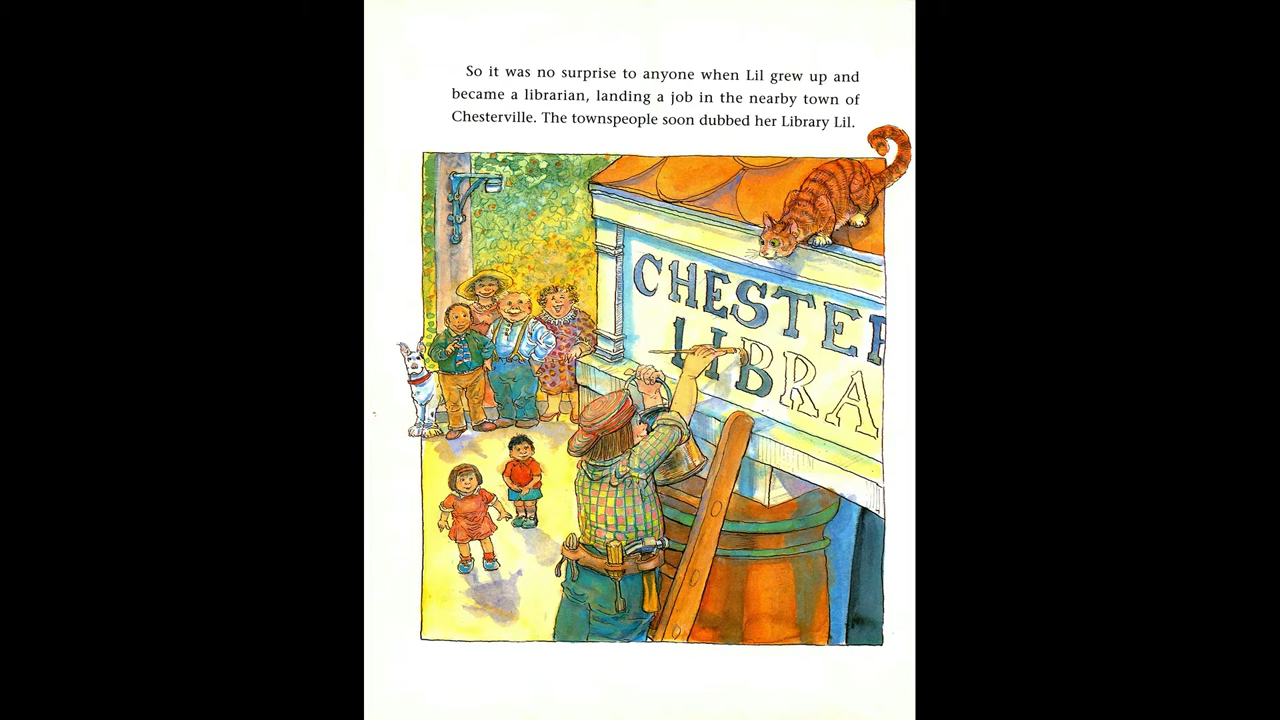 So it was no surprise to anyone when Lil grew up and
became a librarian, landing a job in the nearby town of
Chesterville. The townspeople soon dubbed her Library Lil.
CHESTER
LIBRA